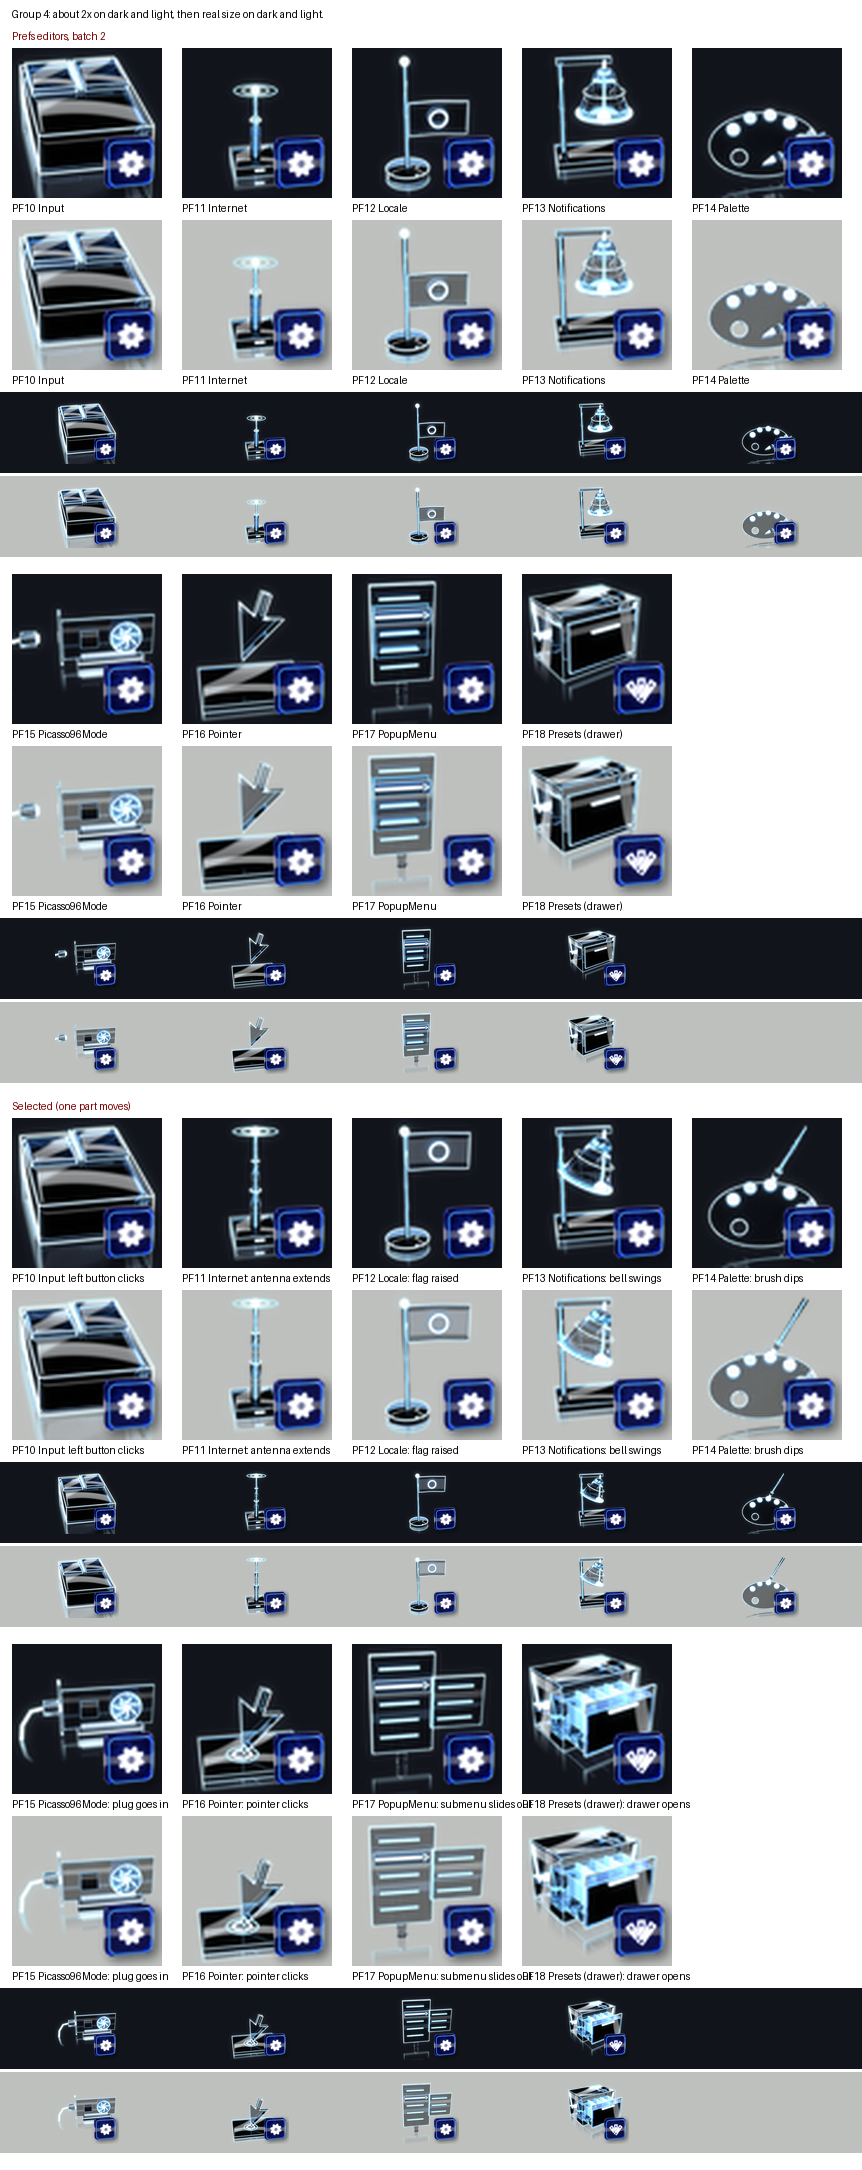 Group 4: about 2x on dark and light, then real size on dark and light.
Prefs editors, batch 2
PF10 Input PF11 Internet PF12 Locale PF13 Notifications PF14 Palette
PF10 Input PF11 Internet PF12 Locale PF13 Notifications PF14 Palette
PF15 Picasso96Mode PF16 Pointer PF17 PopupMenu PF18 Presets (drawer)
PF15 Picasso96Mode PF16 Pointer PF17 PopupMenu PF18 Presets (drawer)
Selected (one part moves)
PF10 Input: left button clicks PF11 Internet: antenna extends PF12 Locale: flag raised PF13 Notifications: bell swings PF14 Palette: brush dips
PF10 Input: left button clicks PF11 Internet: antenna extends PF12 Locale: flag raised PF13 Notifications: bell swings PF14 Palette: brush dips
PF15 Picasso96Mode: plug goes in PF16 Pointer: pointer clicks PF17 PopupMenu: submenu slides out PF18 Presets (drawer): drawer opens
PF15 Picasso96Mode: plug goes in PF16 Pointer: pointer clicks PF17 PopupMenu: submenu slides out PF18 Presets (drawer): drawer opens